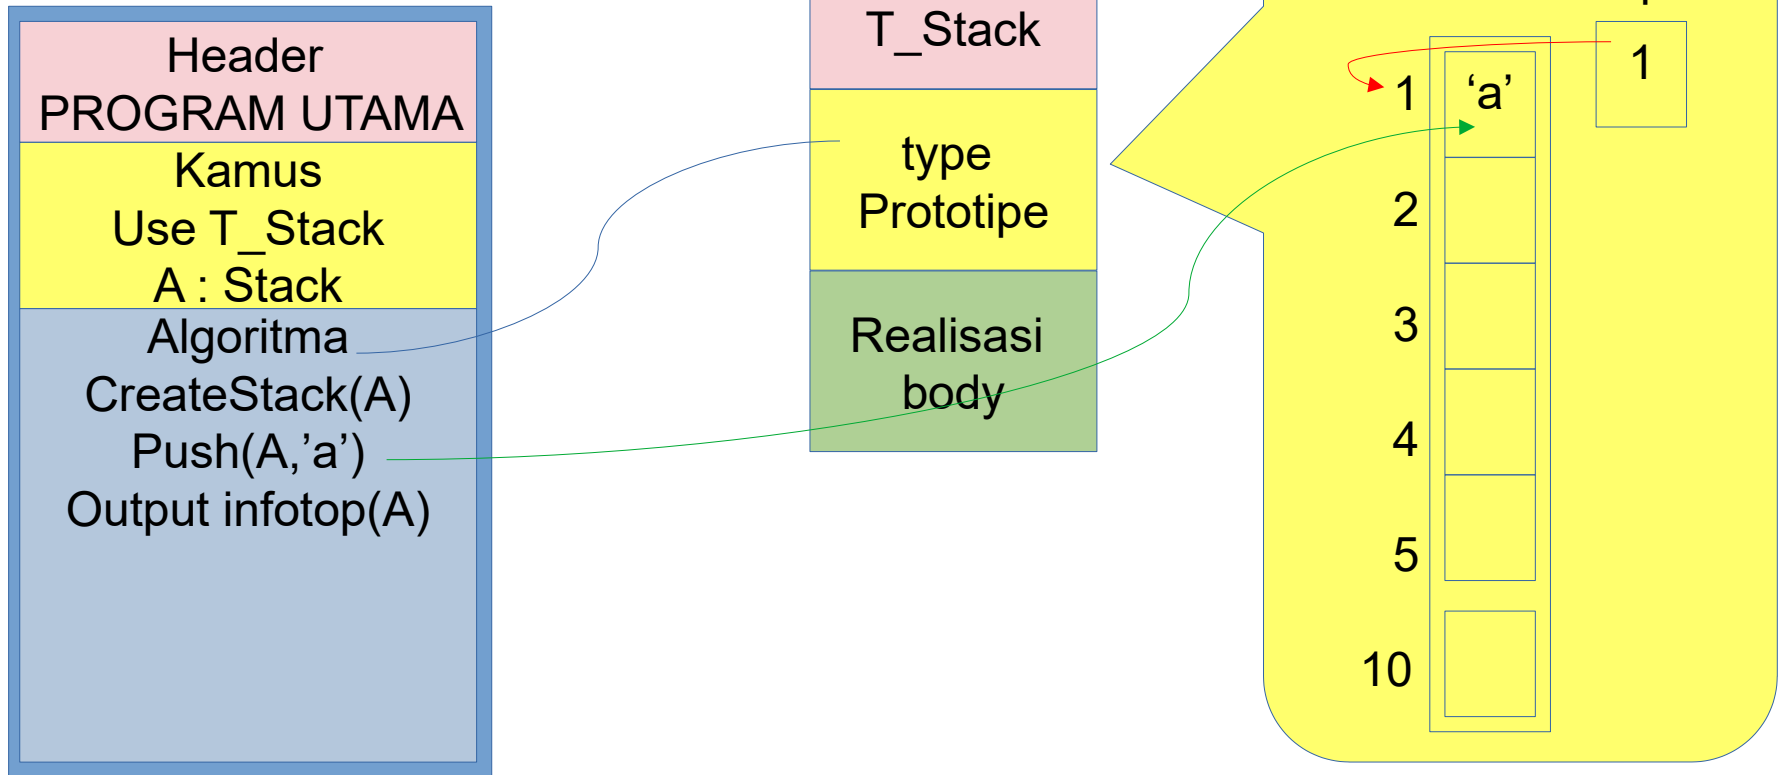 Header
PROGRAM UTAMA
Kamus
Use T_Stack
A : Stack
Algoritma
CreateStack(A)
Push(A,’a’)
Output infotop(A)
T_Stack
type
Prototipe
Realisasi
body
1
1
‘a’
2
3
4
5
10